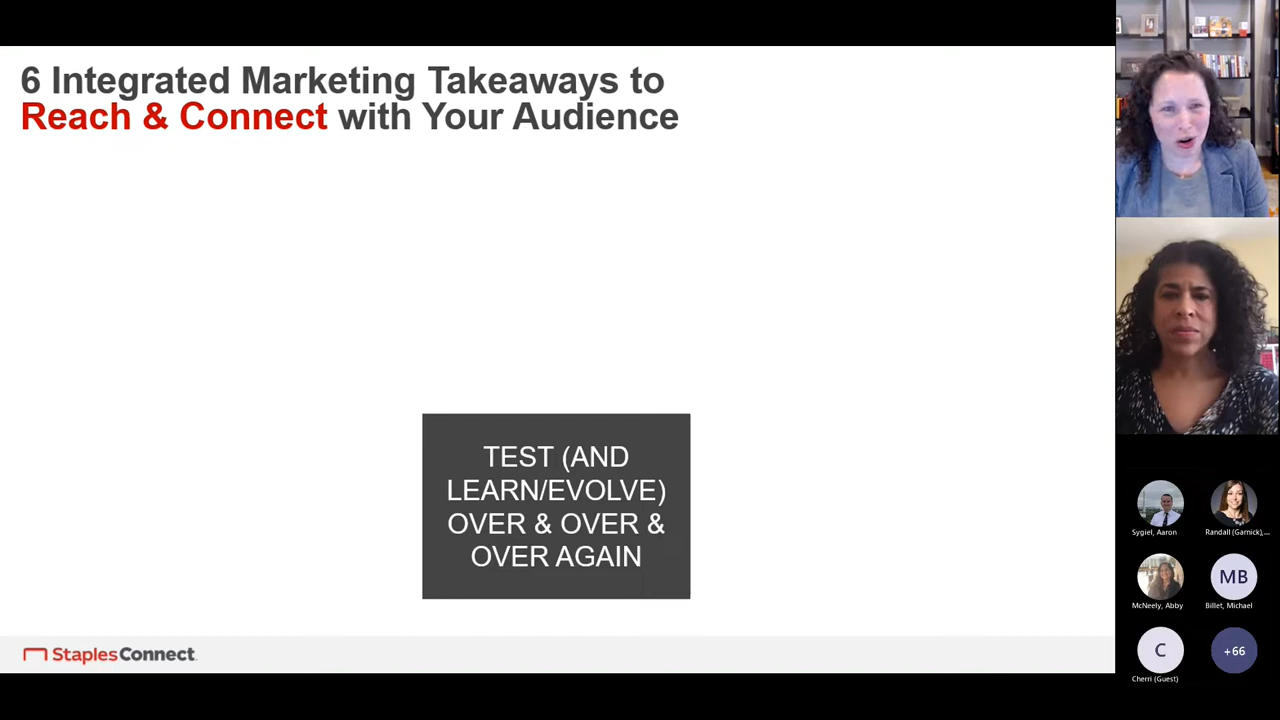 6 Integrated Marketing Takeaways to
Reach & Connect with Your Audience
TEST (AND
LEARN/EVOLVE)
OVER & OVER &
OVER AGAIN
StaplesConnect.
Sygiel, Aaron
Randall (Garnick),...
McNeely, Abby
MB
Billet, Michael
C
Cherri (Guest)
+66